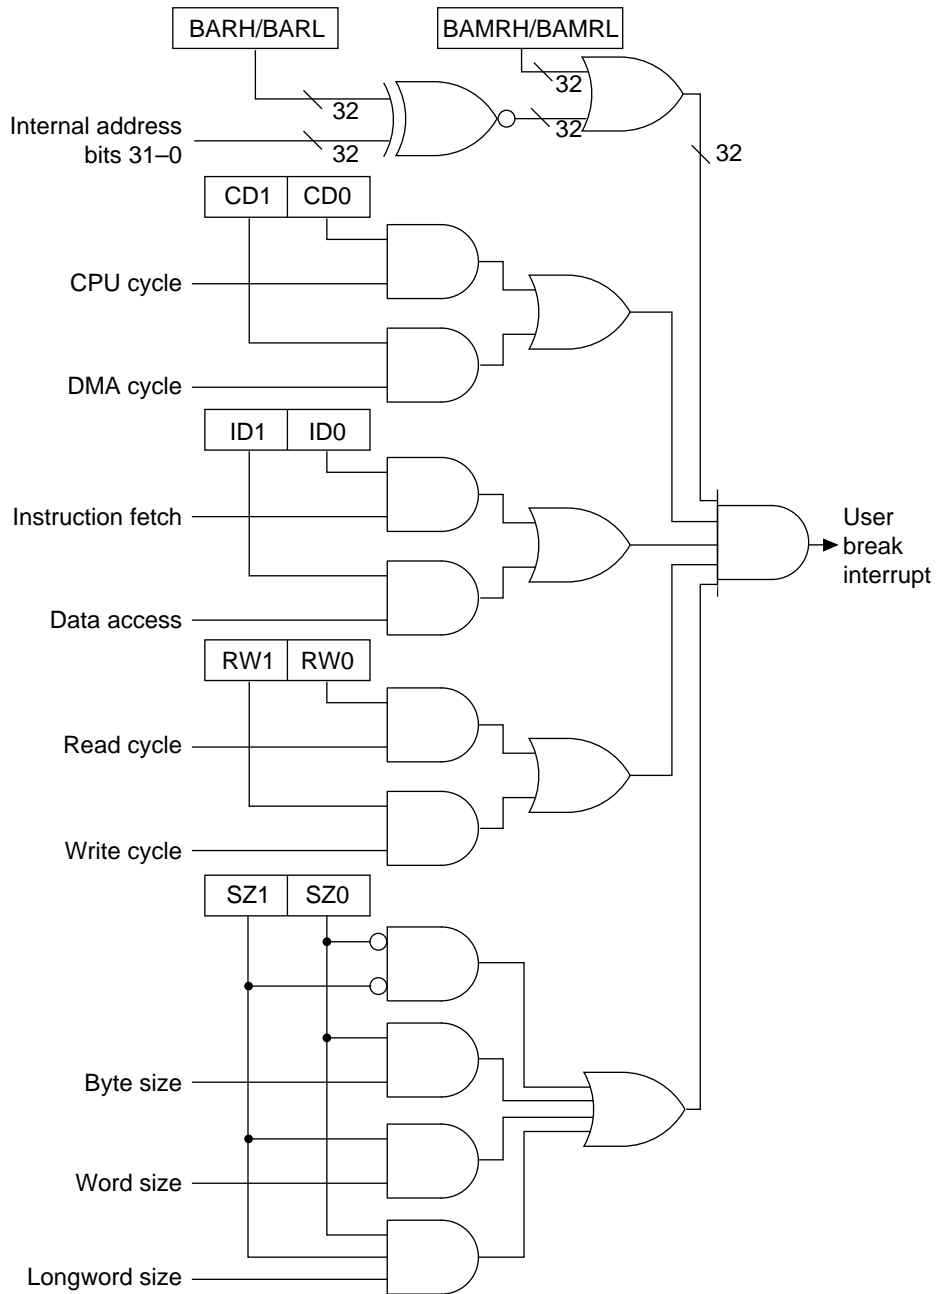 BARH/BARL
BAMRH/BAMRL
32
32
Internal address
bits 31–0
32
32
32
CD1 CD0
CPU cycle
DMA cycle
ID1 ID0
Instruction fetch
User
break
interrupt
Data access
RW1 RW0
Read cycle
Write cycle
SZ1 SZ0
Byte size
Word size
Longword size